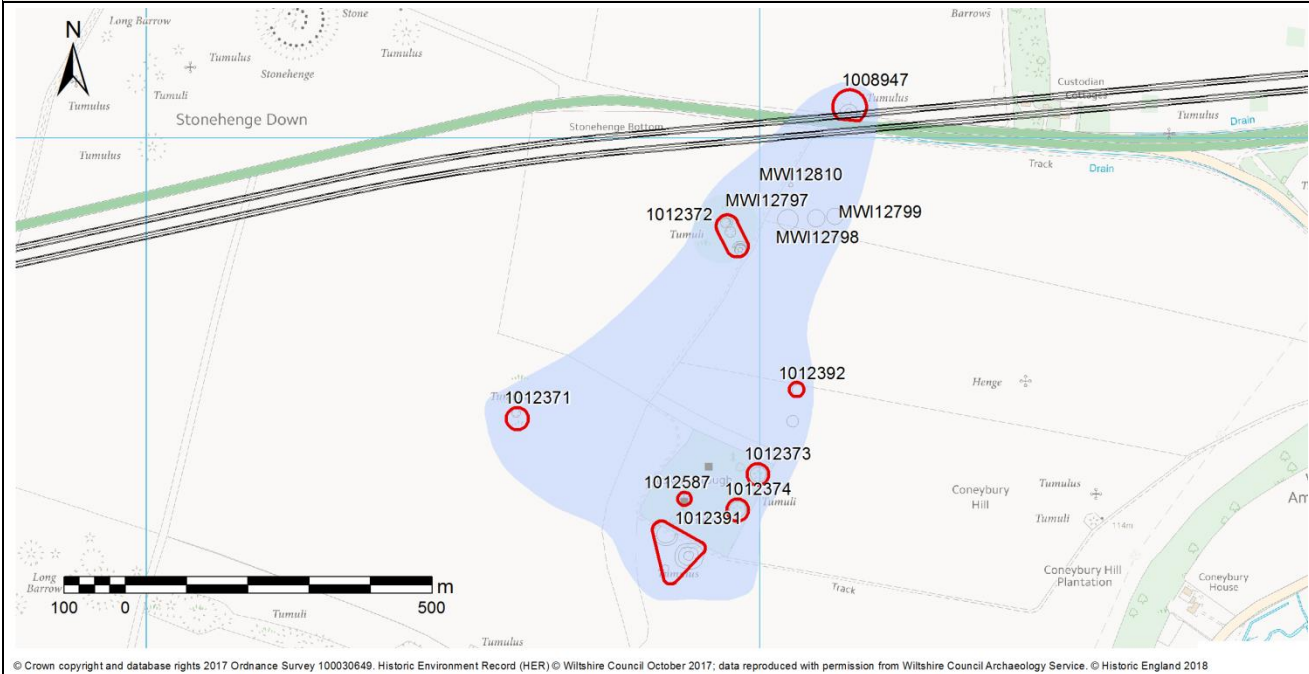 Long Barrow
Stone
Barrows
N
Tumulus
Tumulus
Stonehenge
1008947
Tumulus
Custodian
Cottages
Tumulus
Tumuli
Stonehenge Down
Stonehenge Bottom
Tumulus
Drain
Tumulus
Track
Drain
MWI12810
MWI12797
1012372
MWI12799
Tumuli
MWI12798
1012392
Henge
1012371
1012373
1012587
1012374
Tumulus
Coneybury
Hill
Tumuli
Tumuli
Am
1012391
114m
Tumulus
Coneybury Hill
Plantation
Coneybury
House
Long
Barrow
m
100
0
500
Track
Tumuli
Tumulus
© Crown copyright and database rights 2017 Ordnance Survey 100030649. Historic Environment Record (HER) © Wiltshire Council October 2017; data reproduced with permission from Wiltshire Council Archaeology Service. © Historic England 2018